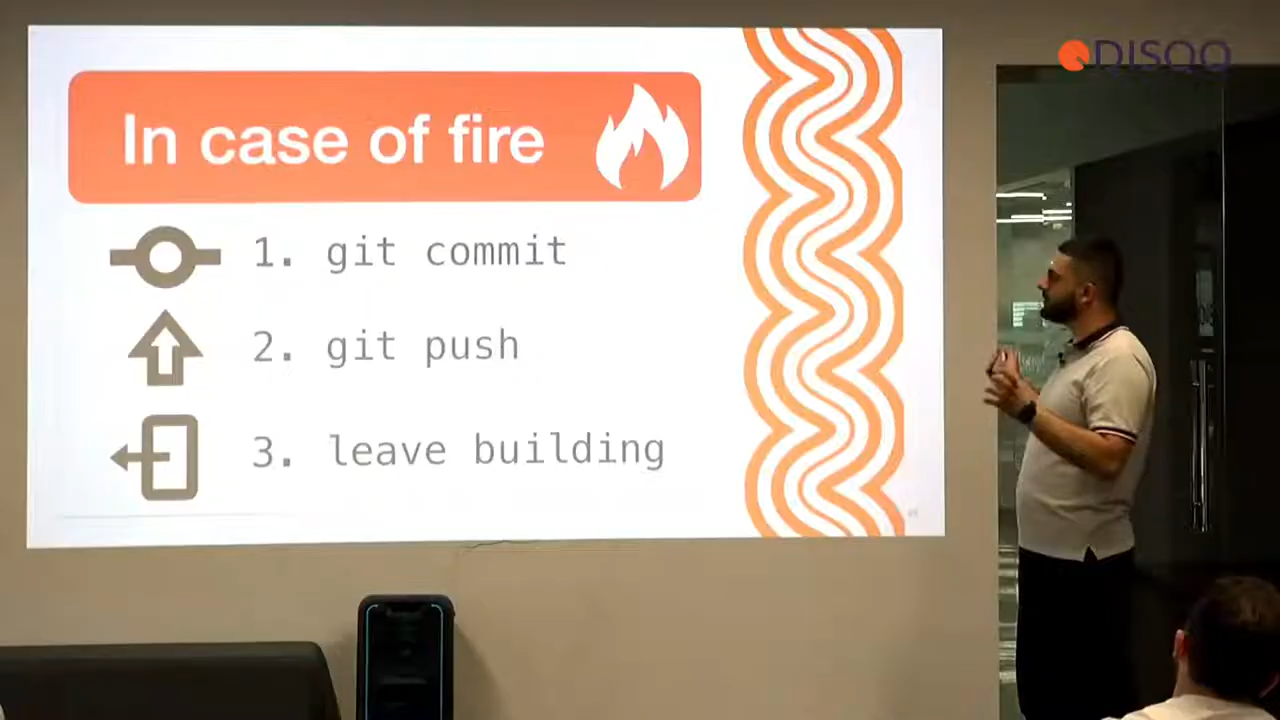 DISQO
In case of fire
1. git commit
2. git push
3. leave building